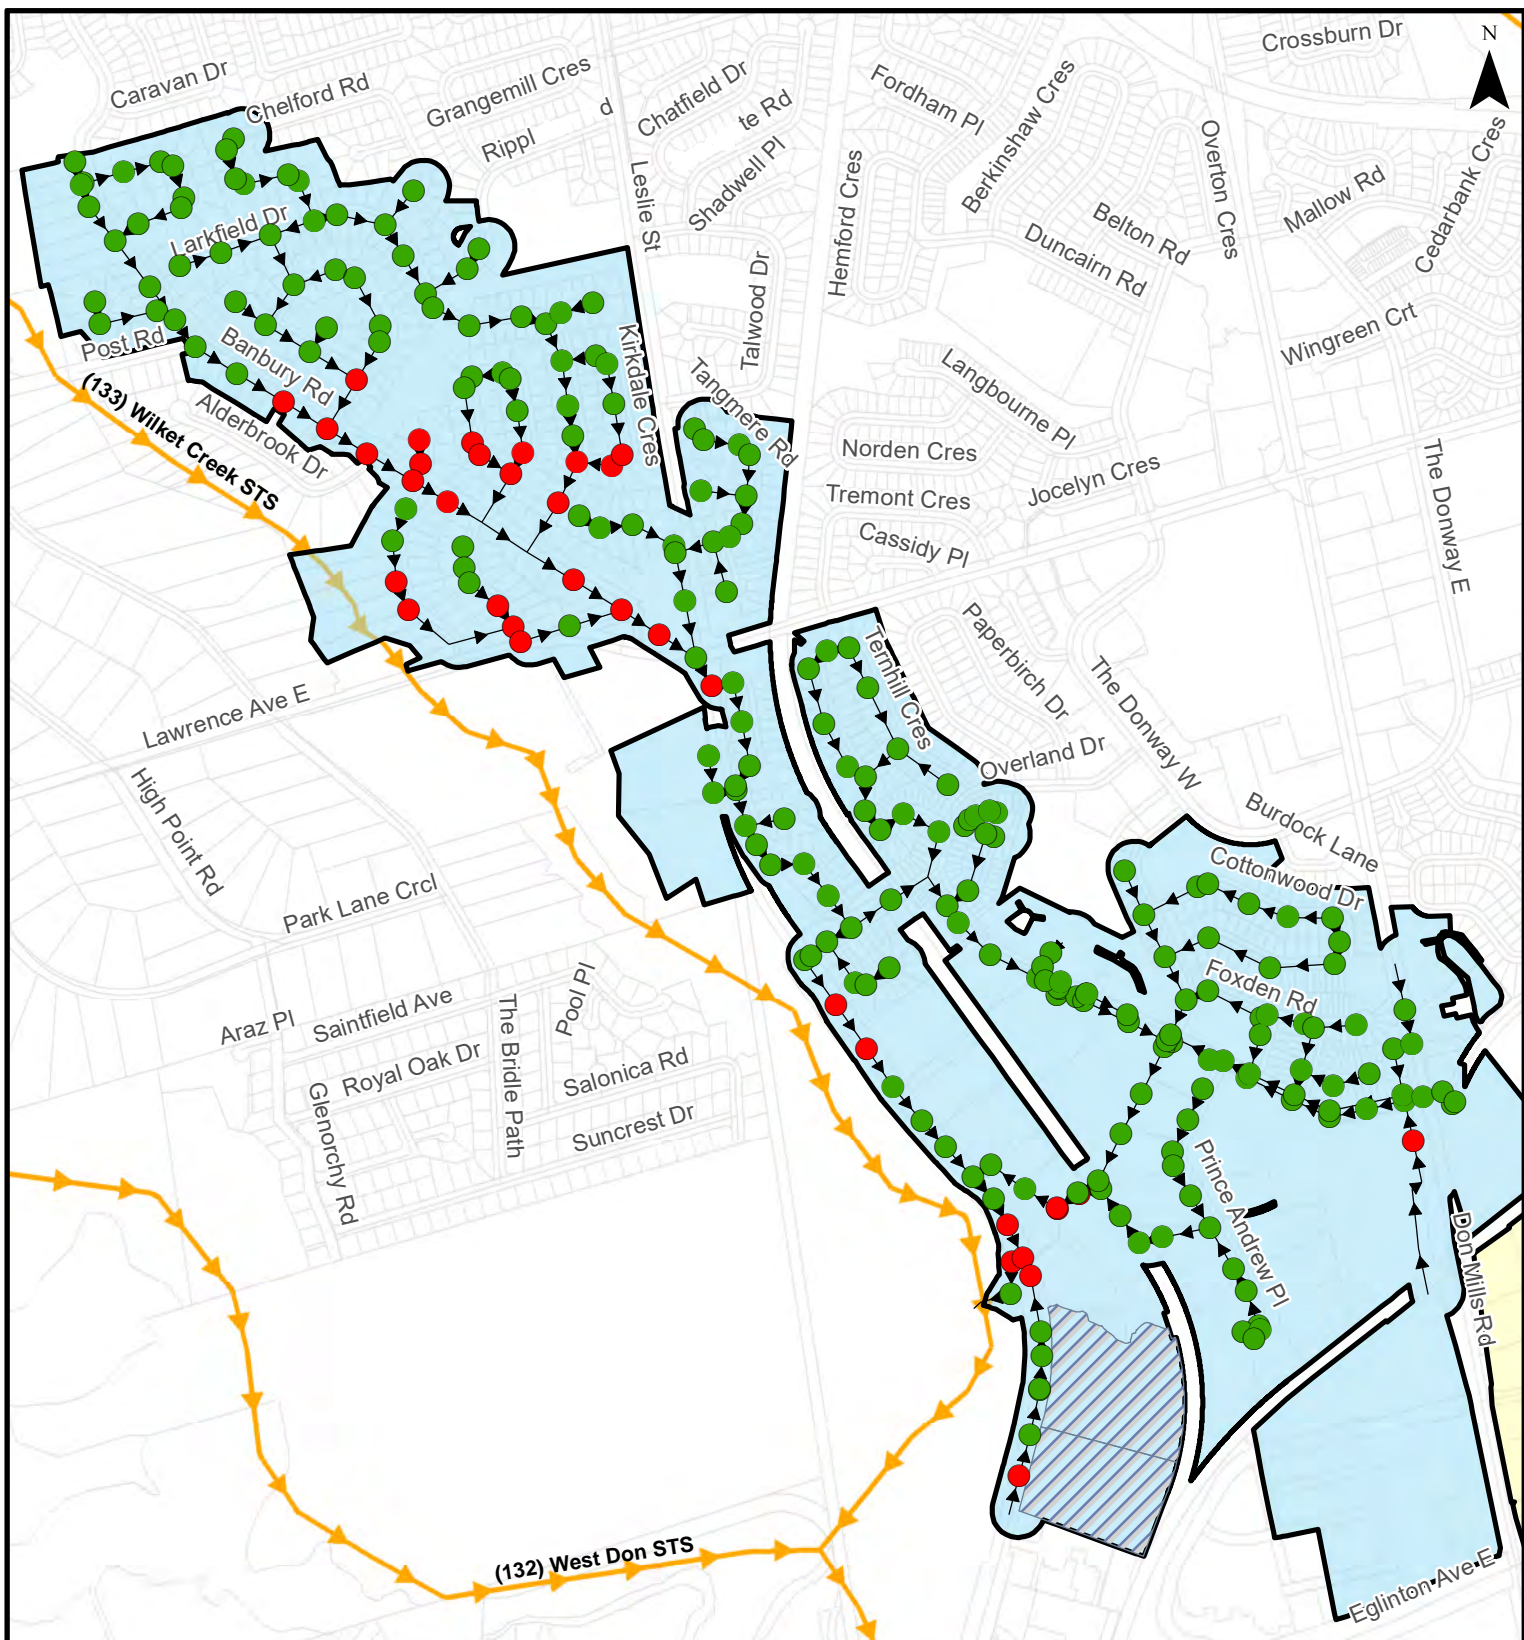 N
Crossburn Dr
Caravan Dr
Chelford Rd
Grangemill Cres
d
Chatfield Dr
te Rd
Fordham Pl
Berkinshaw Cres
Rippl
Shadwell Pl
Leslie St
Hemford Cres
Overton Cres
Mallow Rd
Cedarbank Cres
Belton Rd
Duncairn Rd
Larkfield Dr
Talwood Dr
Wingreen Crt
Post Rd
Banbury Rd
Kirkdale Cres
Tangmere Rd
Langbourne Pl
(133) Wilket Creek STS
Alderbrook Dr
Norden Cres
Jocelyn Cres
Tremont Cres
The Donway E
Cassidy Pl
Paperbirch Dr
Ternhill Cres
The Donway W
Lawrence Ave E
Overland Dr
High Point Rd
Burdock Lane
Cottonwood Dr
Park Lane Crcl
Foxden Rd
Pool Pl
Saintfield Ave
Araz Pl
The Bridle Path
Royal Oak Dr
Salonica Rd
Glenorchy Rd
Suncrest Dr
Prince Andrew Pl
Don Mills Rd
(132) West Don STS
Eglinton Ave E